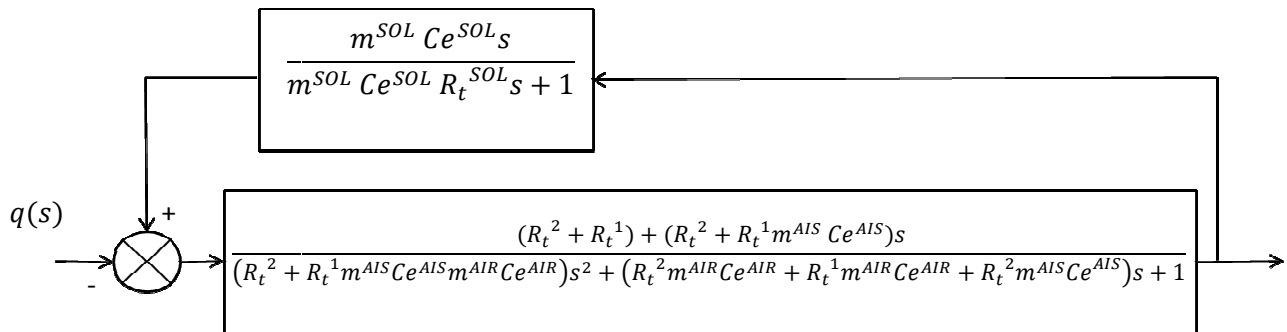 m^{SOL} Ce^{SOL}s
m^{SOL} Ce^{SOL} R_t^{SOL}s + 1
q(s)
+
-
(R_t^2 + R_t^1) + (R_t^2 + R_t^1 m^{AIS} Ce^{AIS})s
(R_t^2 + R_t^1 m^{AIS} Ce^{AIS} m^{AIR} Ce^{AIR})s^2 + (R_t^2 m^{AIR} Ce^{AIR} + R_t^1 m^{AIR} Ce^{AIR} + R_t^2 m^{AIS} Ce^{AIS})s + 1